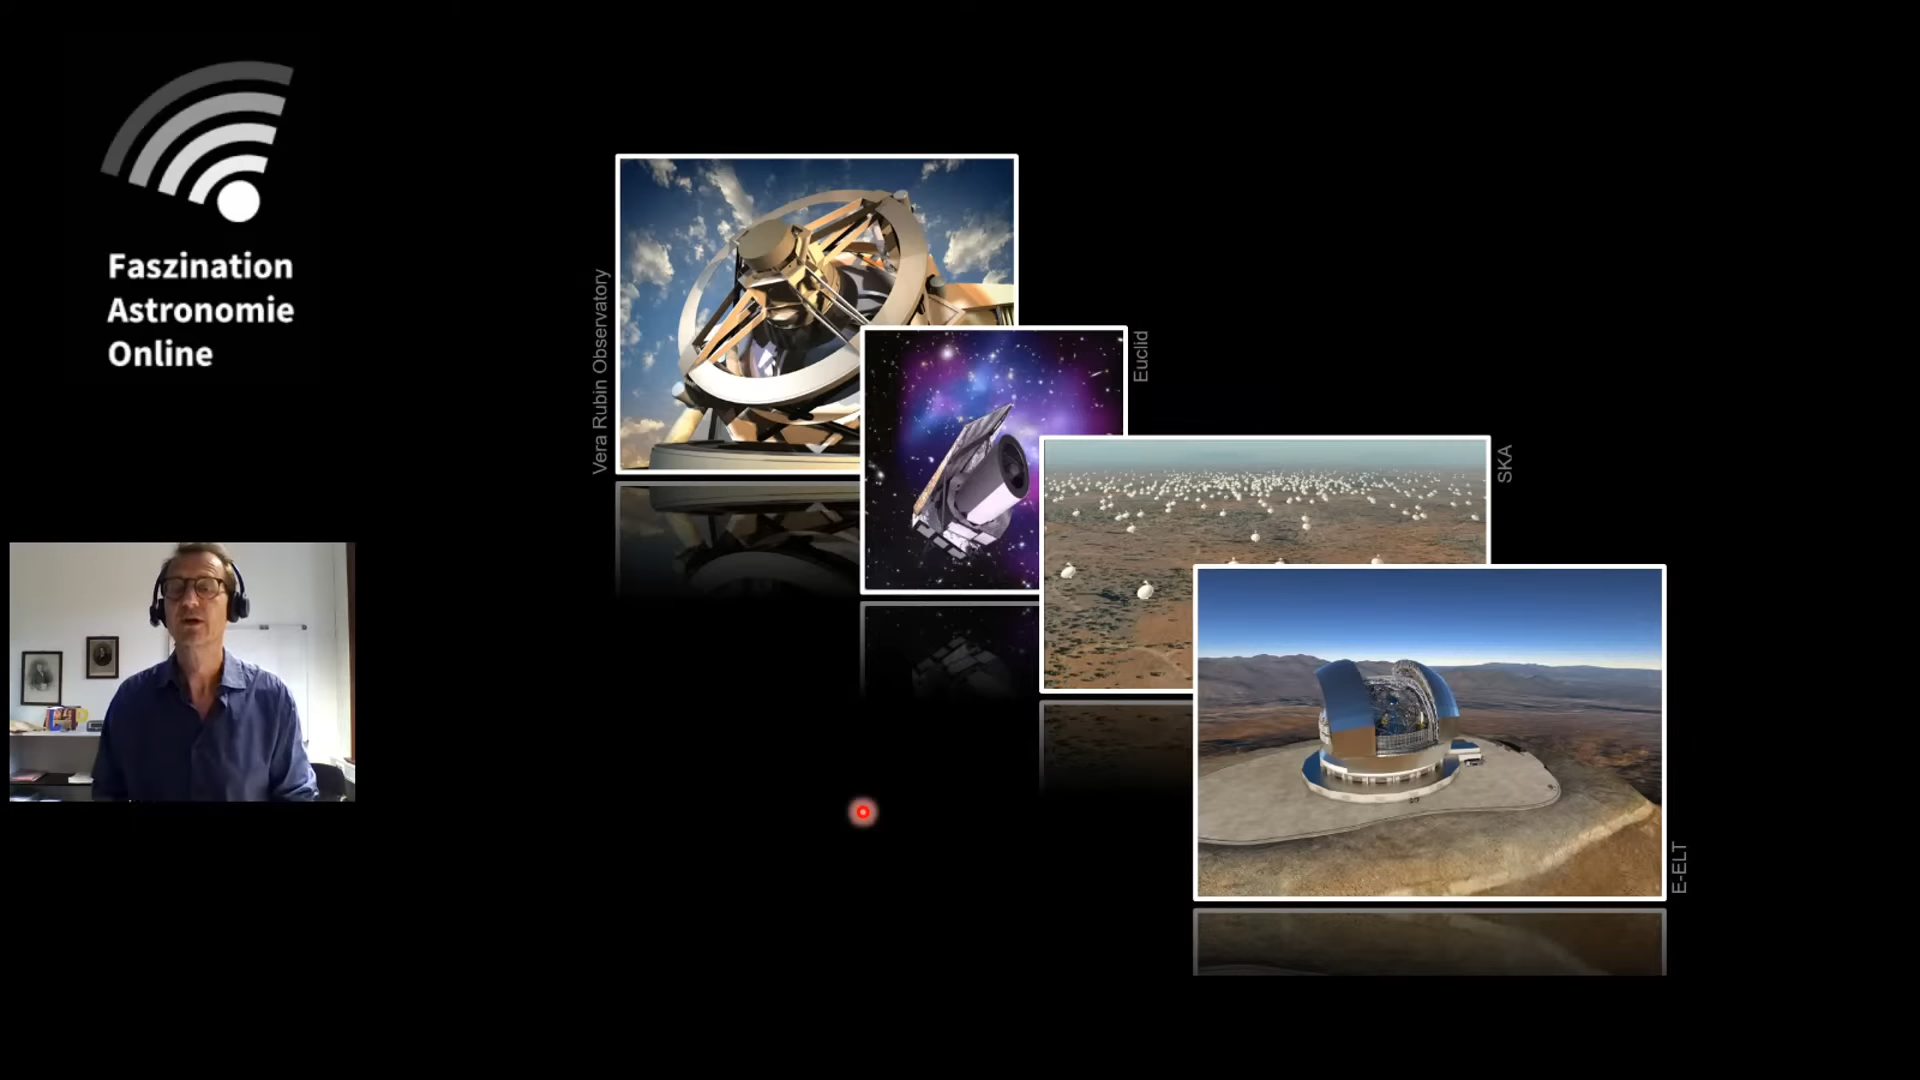 Faszination
Astronomie
Online
Vera Rubin Observatory
Euclid
SKA
E-ELT